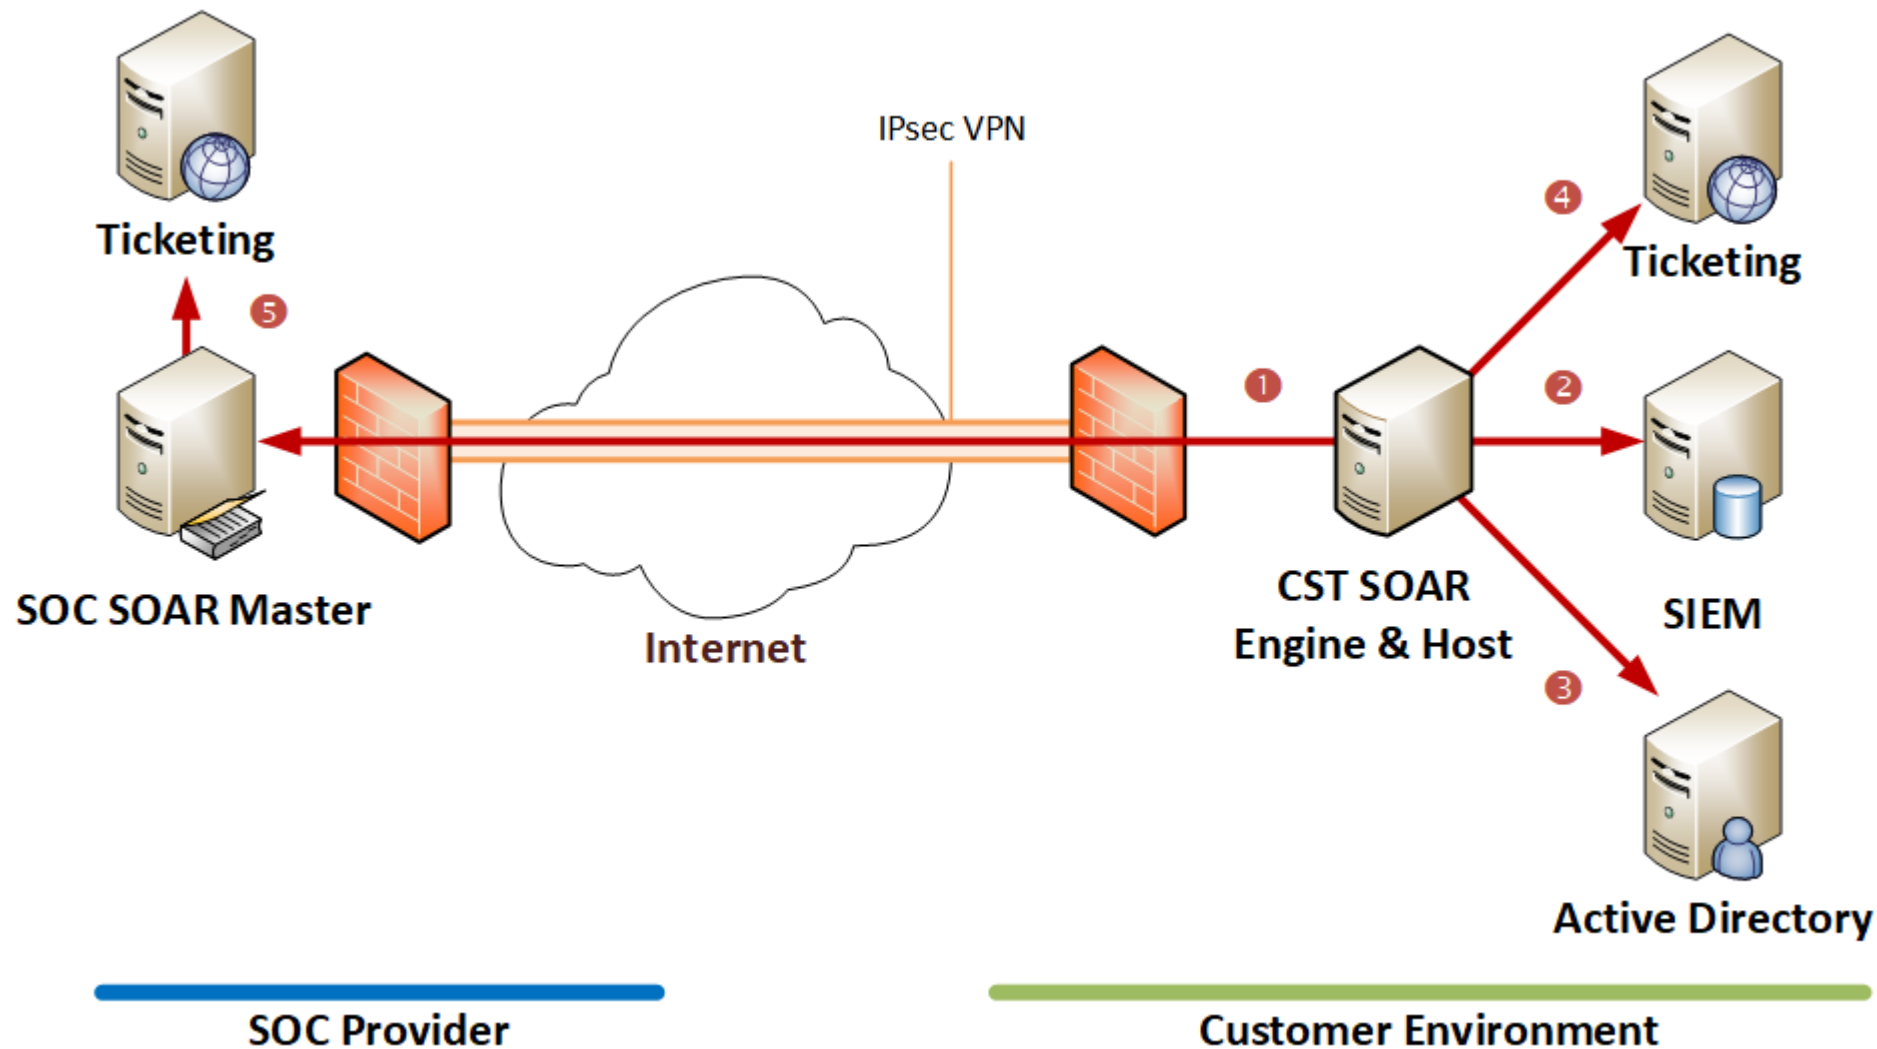 IPsec VPN
4
Ticketing
Ticketing
5
1
2
CST SOAR
Engine & Host
SOC SOAR Master
SIEM
Internet
3
Active Directory
SOC Provider
Customer Environment